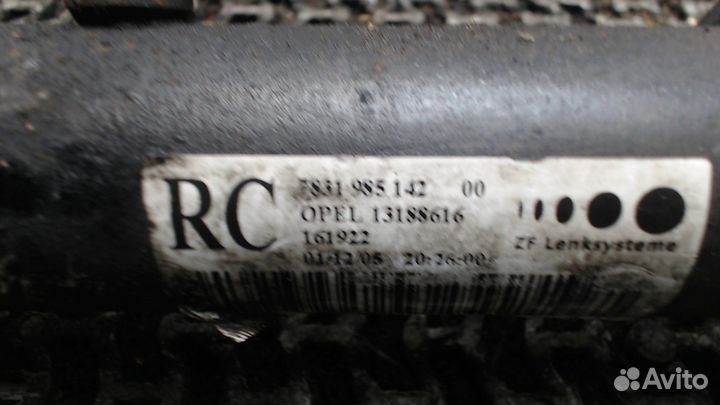 RC
7831 985 142 00
OPEL 13188616
161922
01/12/05 20:26:00
ZF Lenksysteme
Avito